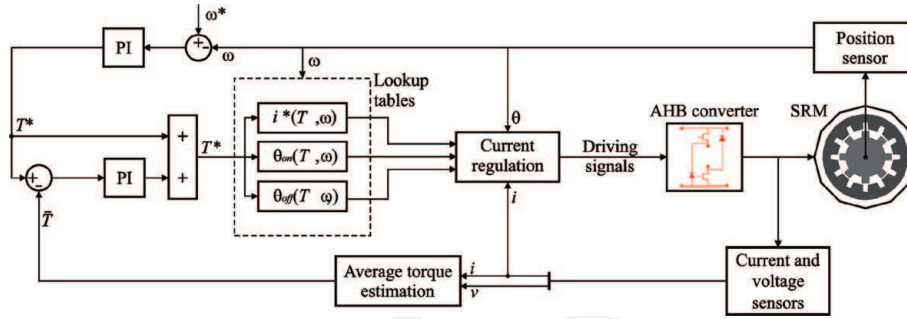 ω*
PI
+
-
ω
ω
Lookup
tables
Position
sensor
T*
+
+
T*
i*(T ,ω)
θon(T ,ω)
θoff(T ω,)
θ
Current
regulation
i
Driving
signals
AHB converter
SRM
+
-
PI
T̄
Average torque
estimation
i
v
Current and
voltage
sensors